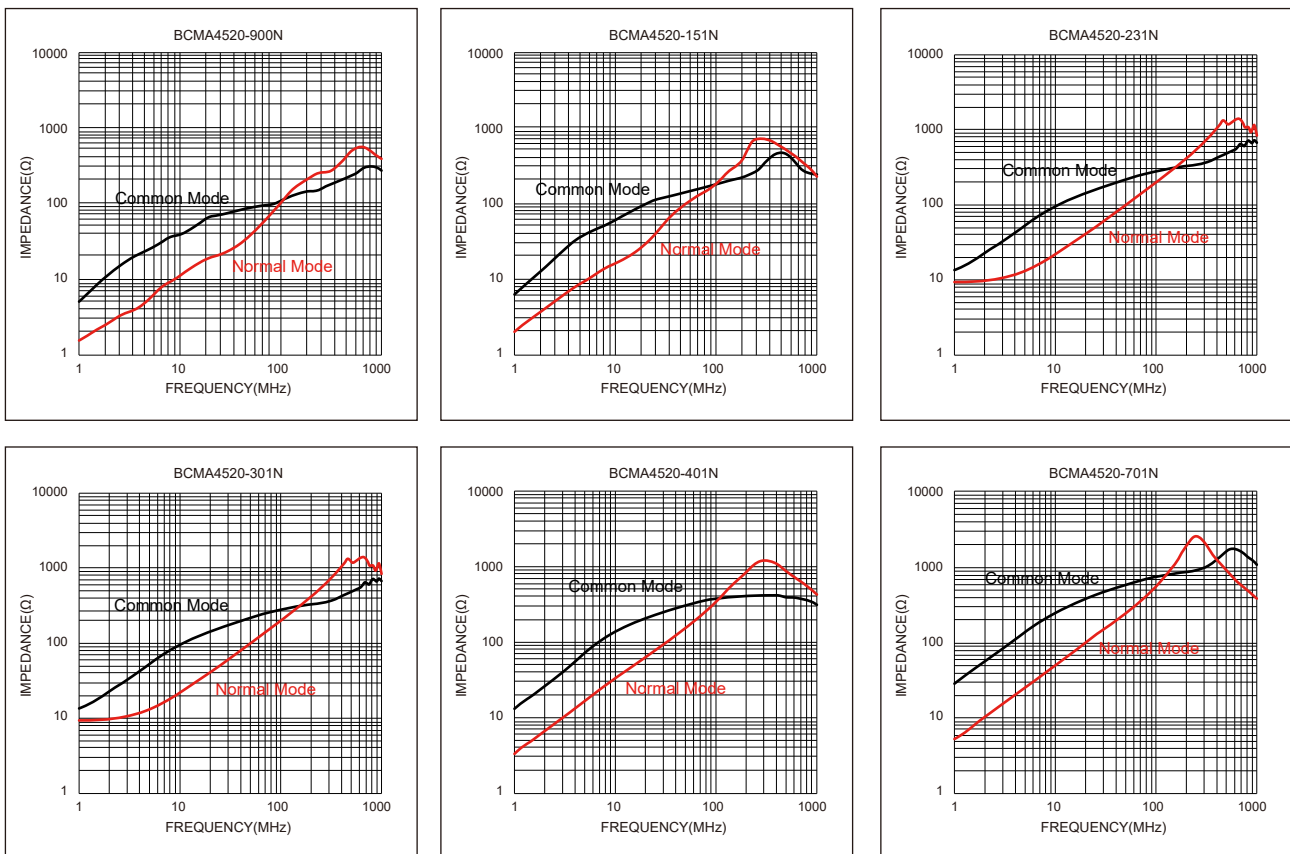 BCMA4520-900N
10000
1000
100
10
1
IMPEDANCE(Ω)
Common Mode
Normal Mode
1 10 100 1000
FREQUENCY(MHz)
BCMA4520-151N
10000
1000
100
10
1
IMPEDANCE(Ω)
Common Mode
Normal Mode
1 10 100 1000
FREQUENCY(MHz)
BCMA4520-231N
10000
1000
100
10
1
IMPEDANCE(Ω)
Common Mode
Normal Mode
1 10 100 1000
FREQUENCY(MHz)
BCMA4520-301N
10000
1000
100
10
1
IMPEDANCE(Ω)
Common Mode
Normal Mode
1 10 100 1000
FREQUENCY(MHz)
BCMA4520-401N
10000
1000
100
10
1
IMPEDANCE(Ω)
Common Mode
Normal Mode
1 10 100 1000
FREQUENCY(MHz)
BCMA4520-701N
10000
1000
100
10
1
IMPEDANCE(Ω)
Common Mode
Normal Mode
1 10 100 1000
FREQUENCY(MHz)